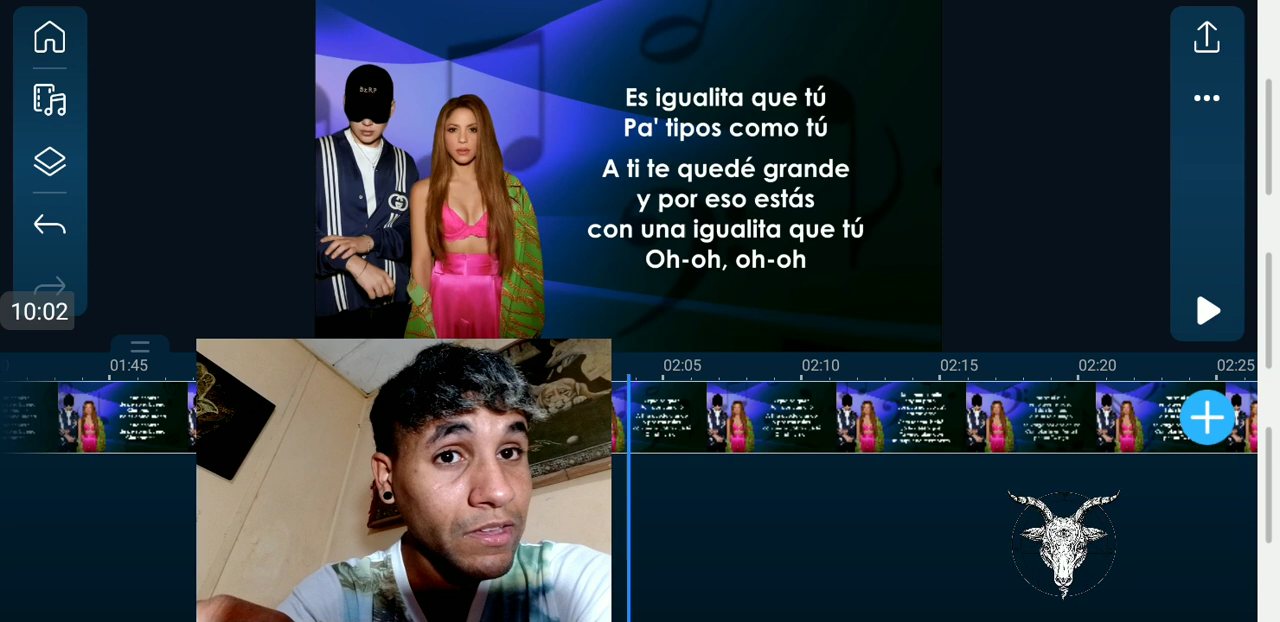 BZRP
Es igualita que tú
Pa' tipos como tú
A ti te quedé grande
y por eso estás
con una igualita que tú
Oh-oh, oh-oh
10:02
01:45
02:05
02:10
02:15
02:20
02:25